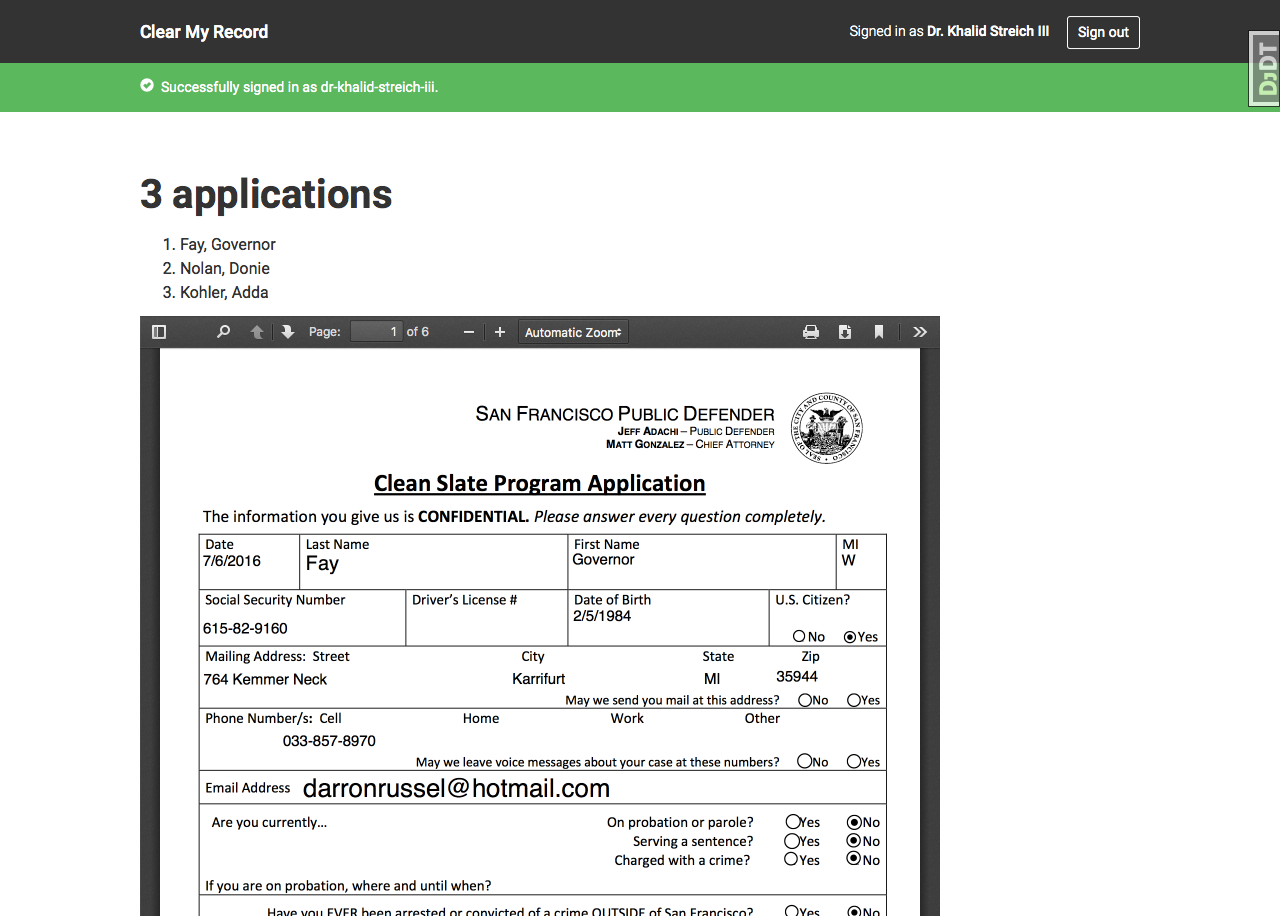 Clear My Record
Signed in as Dr. Khalid Streich III
Sign out
DjDT
Successfully signed in as dr-khalid-streich-iii.
3 applications
1. Fay, Governor
2. Nolan, Donie
3. Kohler, Adda
Page: 1 of 6
Automatic Zoom
SAN FRANCISCO PUBLIC DEFENDER
JEFF ADACHI – PUBLIC DEFENDER
MATT GONZALEZ – CHIEF ATTORNEY
SEAL OF THE CITY AND COUNTY OF SAN FRANCISCO
Clean Slate Program Application
The information you give us is CONFIDENTIAL. Please answer every question completely.
Date Last Name First Name MI
7/6/2016 Fay Governor W
Social Security Number Driver’s License # Date of Birth U.S. Citizen?
615-82-9160 2/5/1984
No Yes
Mailing Address: Street City State Zip
764 Kemmer Neck Karrifurt MI 35944
May we send you mail at this address? No Yes
Phone Number/s: Cell Home Work Other
033-857-8970
May we leave voice messages about your case at these numbers? No Yes
Email Address darronrussel@hotmail.com
Are you currently... On probation or parole? Yes No
Serving a sentence? Yes No
Charged with a crime? Yes No
If you are on probation, where and until when?
Have you EVER been arrested or convicted of a crime OUTSIDE of San Francisco? Yes No